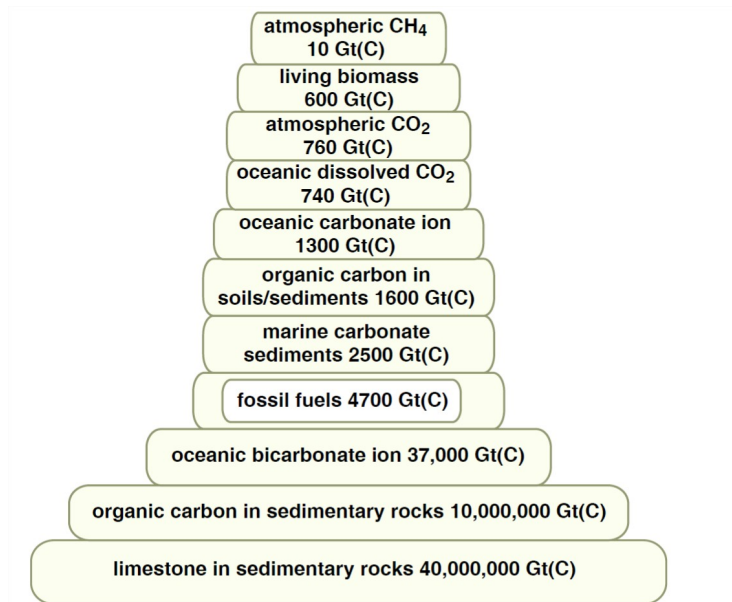 atmospheric CH4
10 Gt(C)
living biomass
600 Gt(C)
atmospheric CO2
760 Gt(C)
oceanic dissolved CO2
740 Gt(C)
oceanic carbonate ion
1300 Gt(C)
organic carbon in
soils/sediments 1600 Gt(C)
marine carbonate
sediments 2500 Gt(C)
fossil fuels 4700 Gt(C)
oceanic bicarbonate ion 37,000 Gt(C)
organic carbon in sedimentary rocks 10,000,000 Gt(C)
limestone in sedimentary rocks 40,000,000 Gt(C)